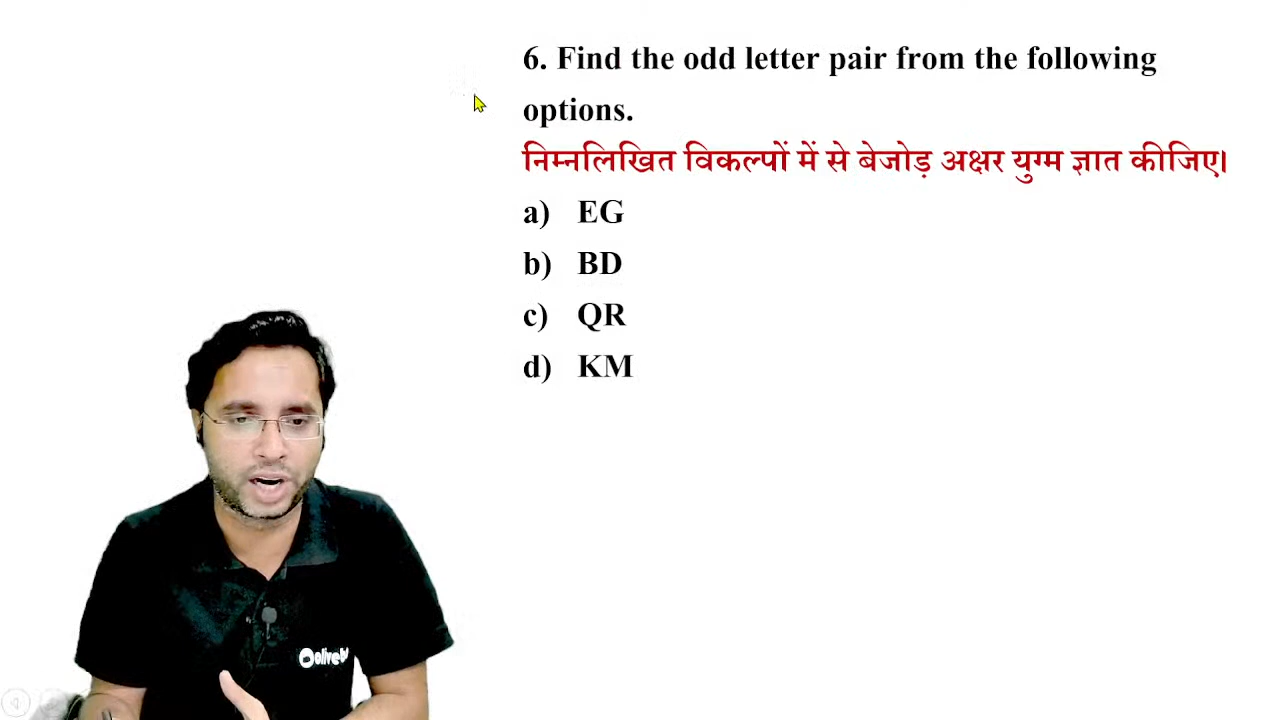 6. Find the odd letter pair from the following
options.
निम्नलिखित विकल्पों में से बेजोड़ अक्षर युग्म ज्ञात कीजिए।
a) EG
b) BD
c) QR
d) KM